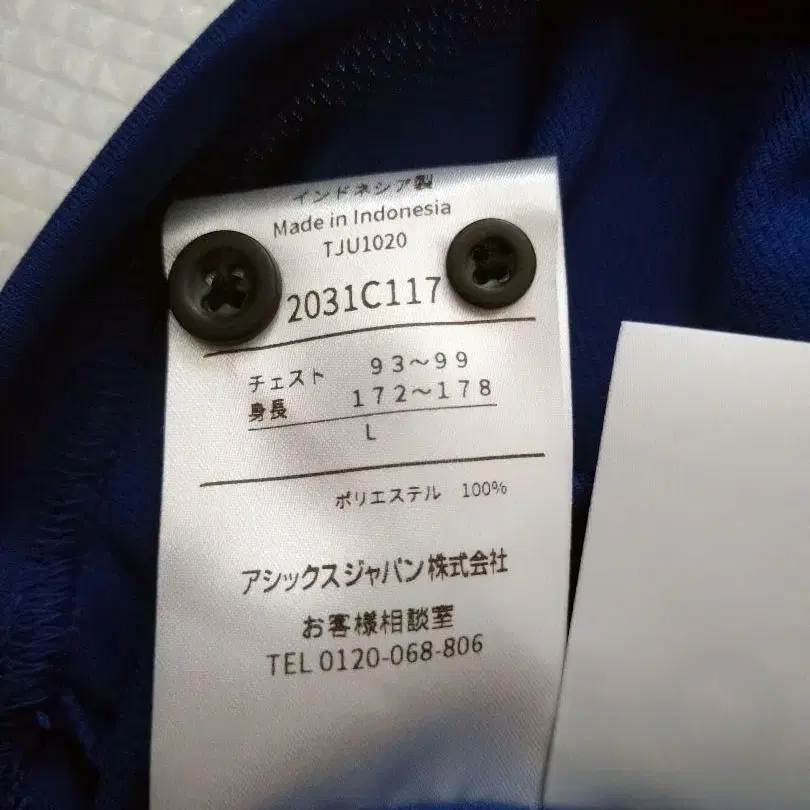 インドネシア製
Made in Indonesia
TJU1020
2031C117
チェスト 93～99
身長 172～178
L
ポリエステル 100%
アシックスジャパン株式会社
お客様相談室
TEL 0120-068-806